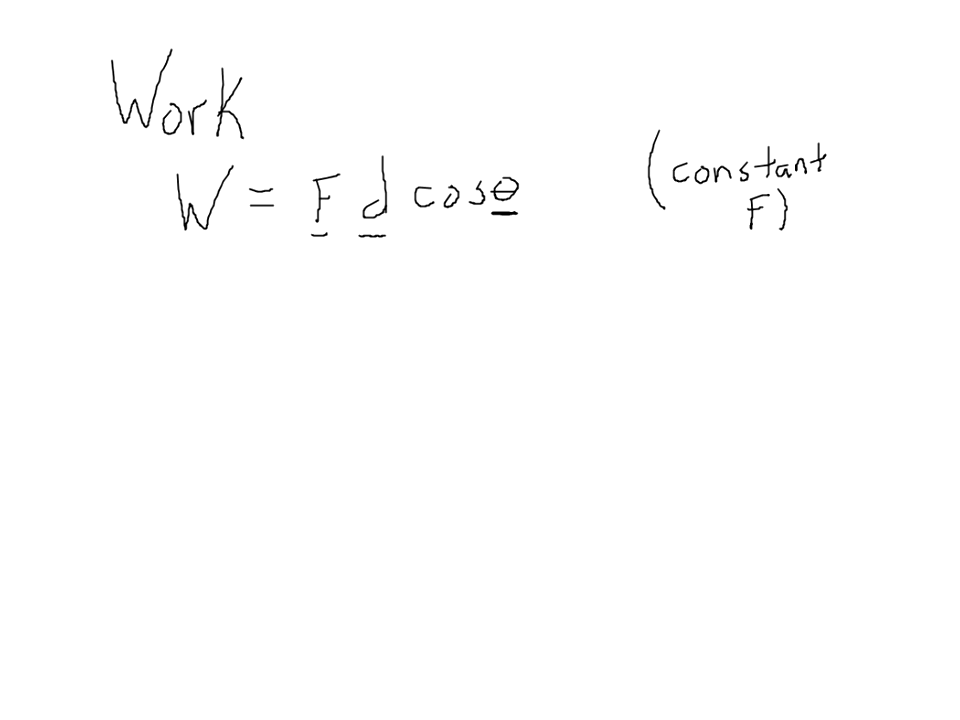 Work
W = F d cosθ (constant
F)